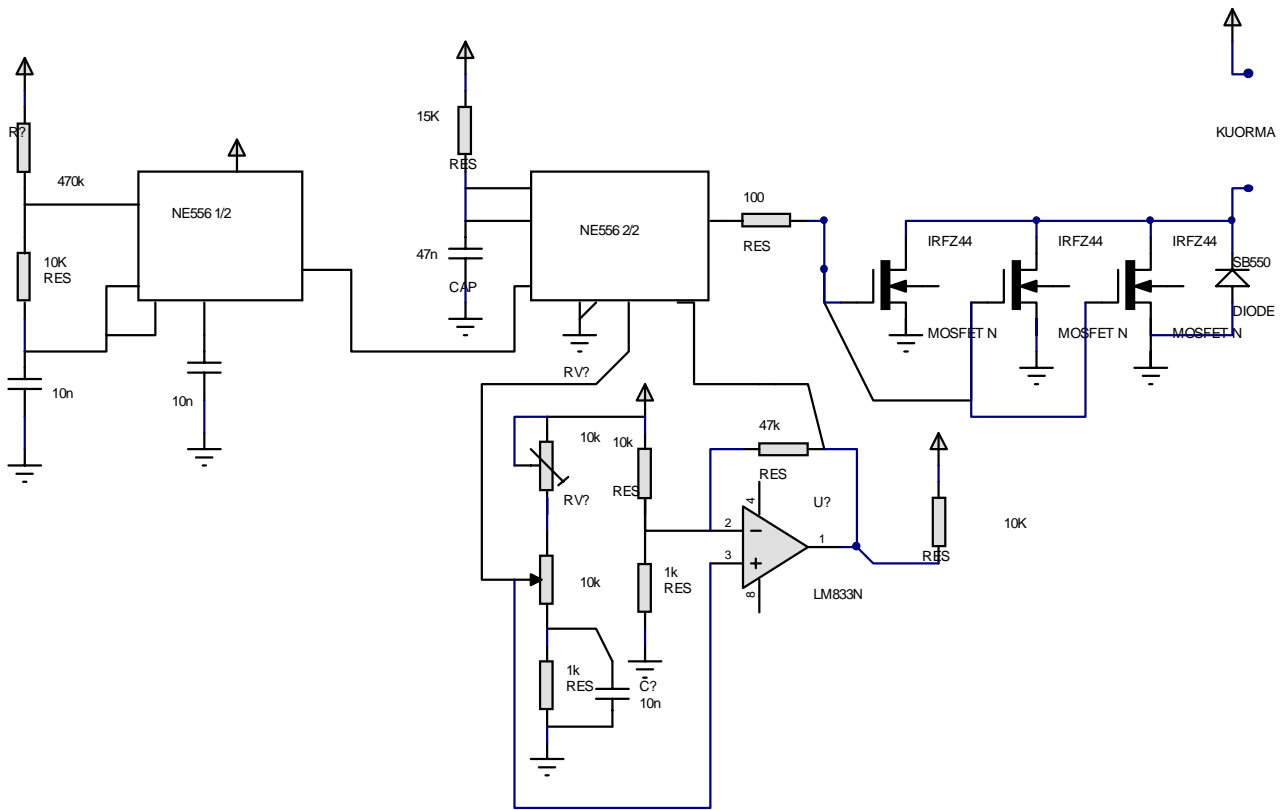 R?
470k
10K
RES
10n
10n
NE556 1/2
15K
RES
47n
CAP
NE556 2/2
100
RES
KUORMA
IRFZ44
IRFZ44
IRFZ44
SB550
DIODE
MOSFET N
MOSFET N
MOSFET N
RV?
10k
RV?
10k
1k
RES
C?
10n
10k
RES
1k
RES
47k
RES
U?
4
2
3
1
8
LM833N
10K
RES